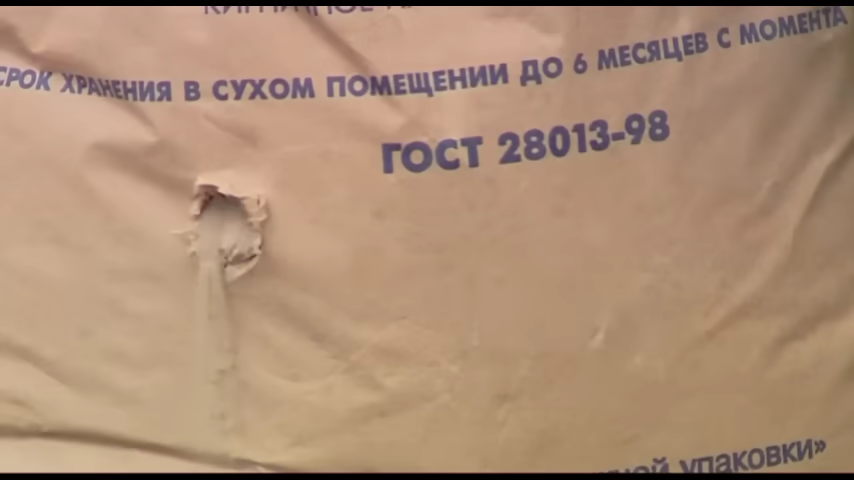 СРОК ХРАНЕНИЯ В СУХОМ ПОМЕЩЕНИИ ДО 6 МЕСЯЦЕВ С МОМЕНТА
ГОСТ 28013-98
упаковки»